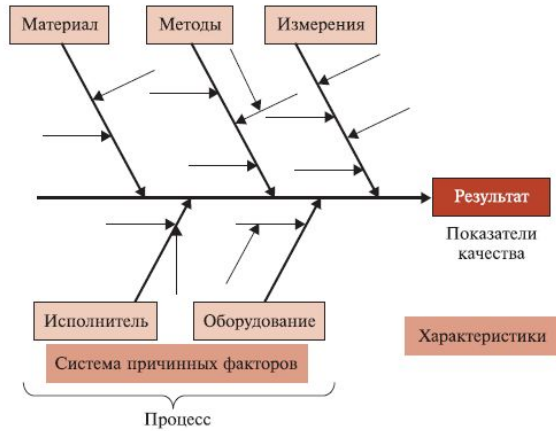 Материал
Методы
Измерения
Результат
Показатели
качества
Исполнитель
Оборудование
Характеристики
Система причинных факторов
Процесс